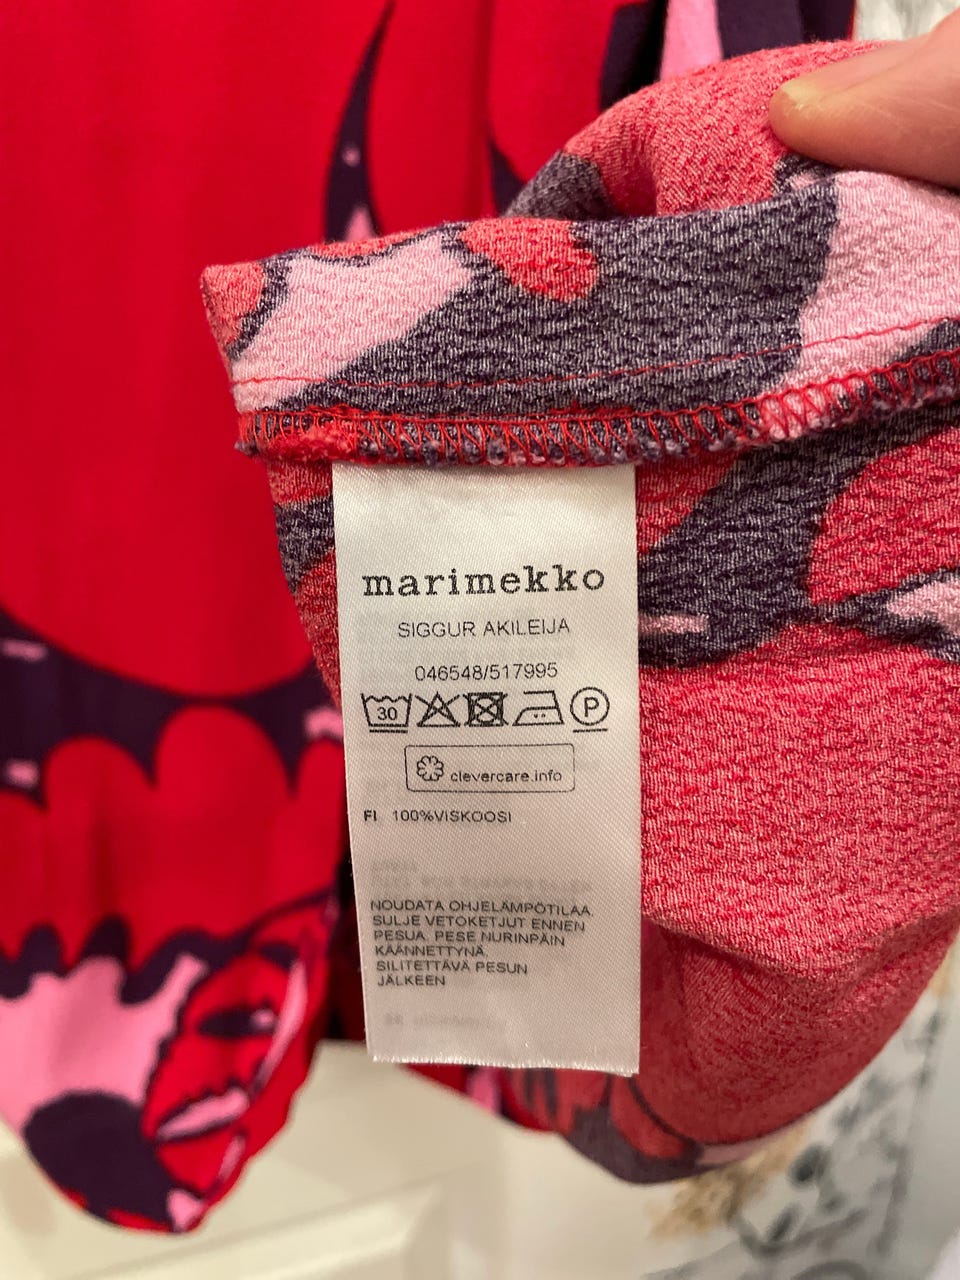 marimekko
SIGGUR AKILEIJA
046548/517995
30 P
clevercare.info
FI 100%VISKOOSI
NOUDATA OHJELÄMPÖTILAA.
SULJE VETOKETJUT ENNEN
PESUA. PESE NURINPÄIN
KÄÄNNETTYNÄ.
SILITETTÄVÄ PESUN
JÄLKEEN